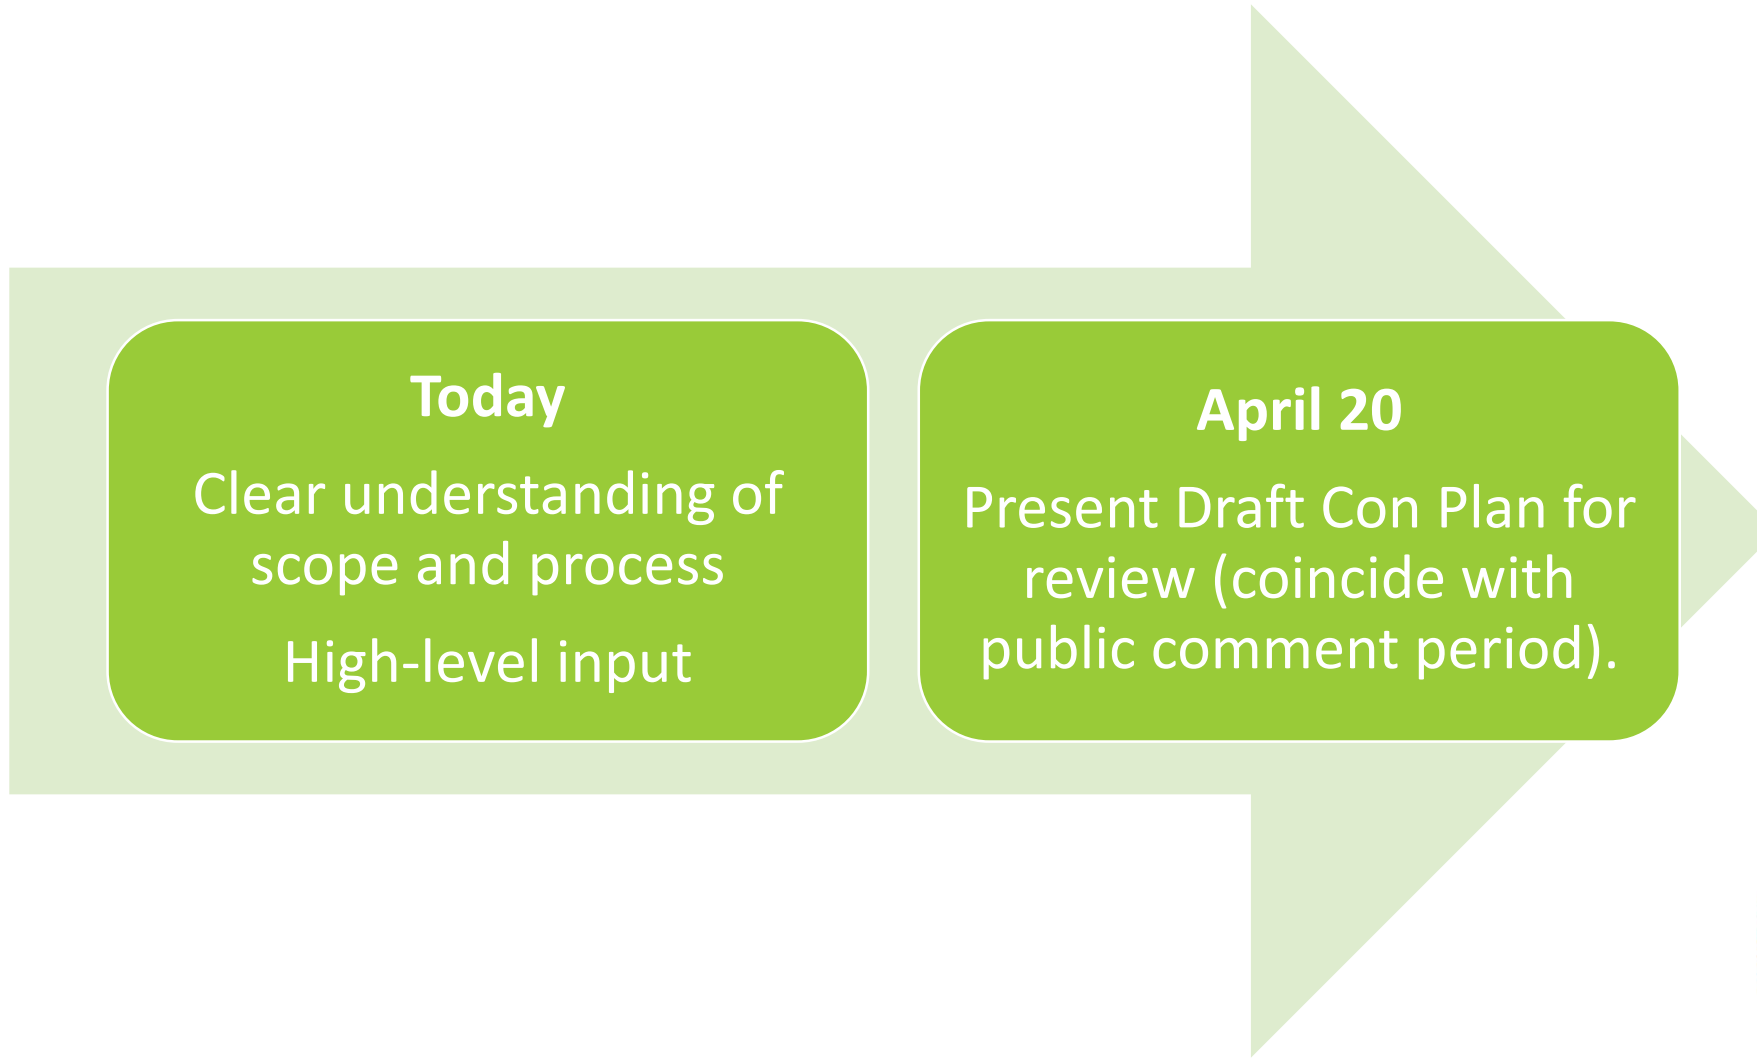 Today
Clear understanding of
scope and process
High-level input
April 20
Present Draft Con Plan for
review (coincide with
public comment period).